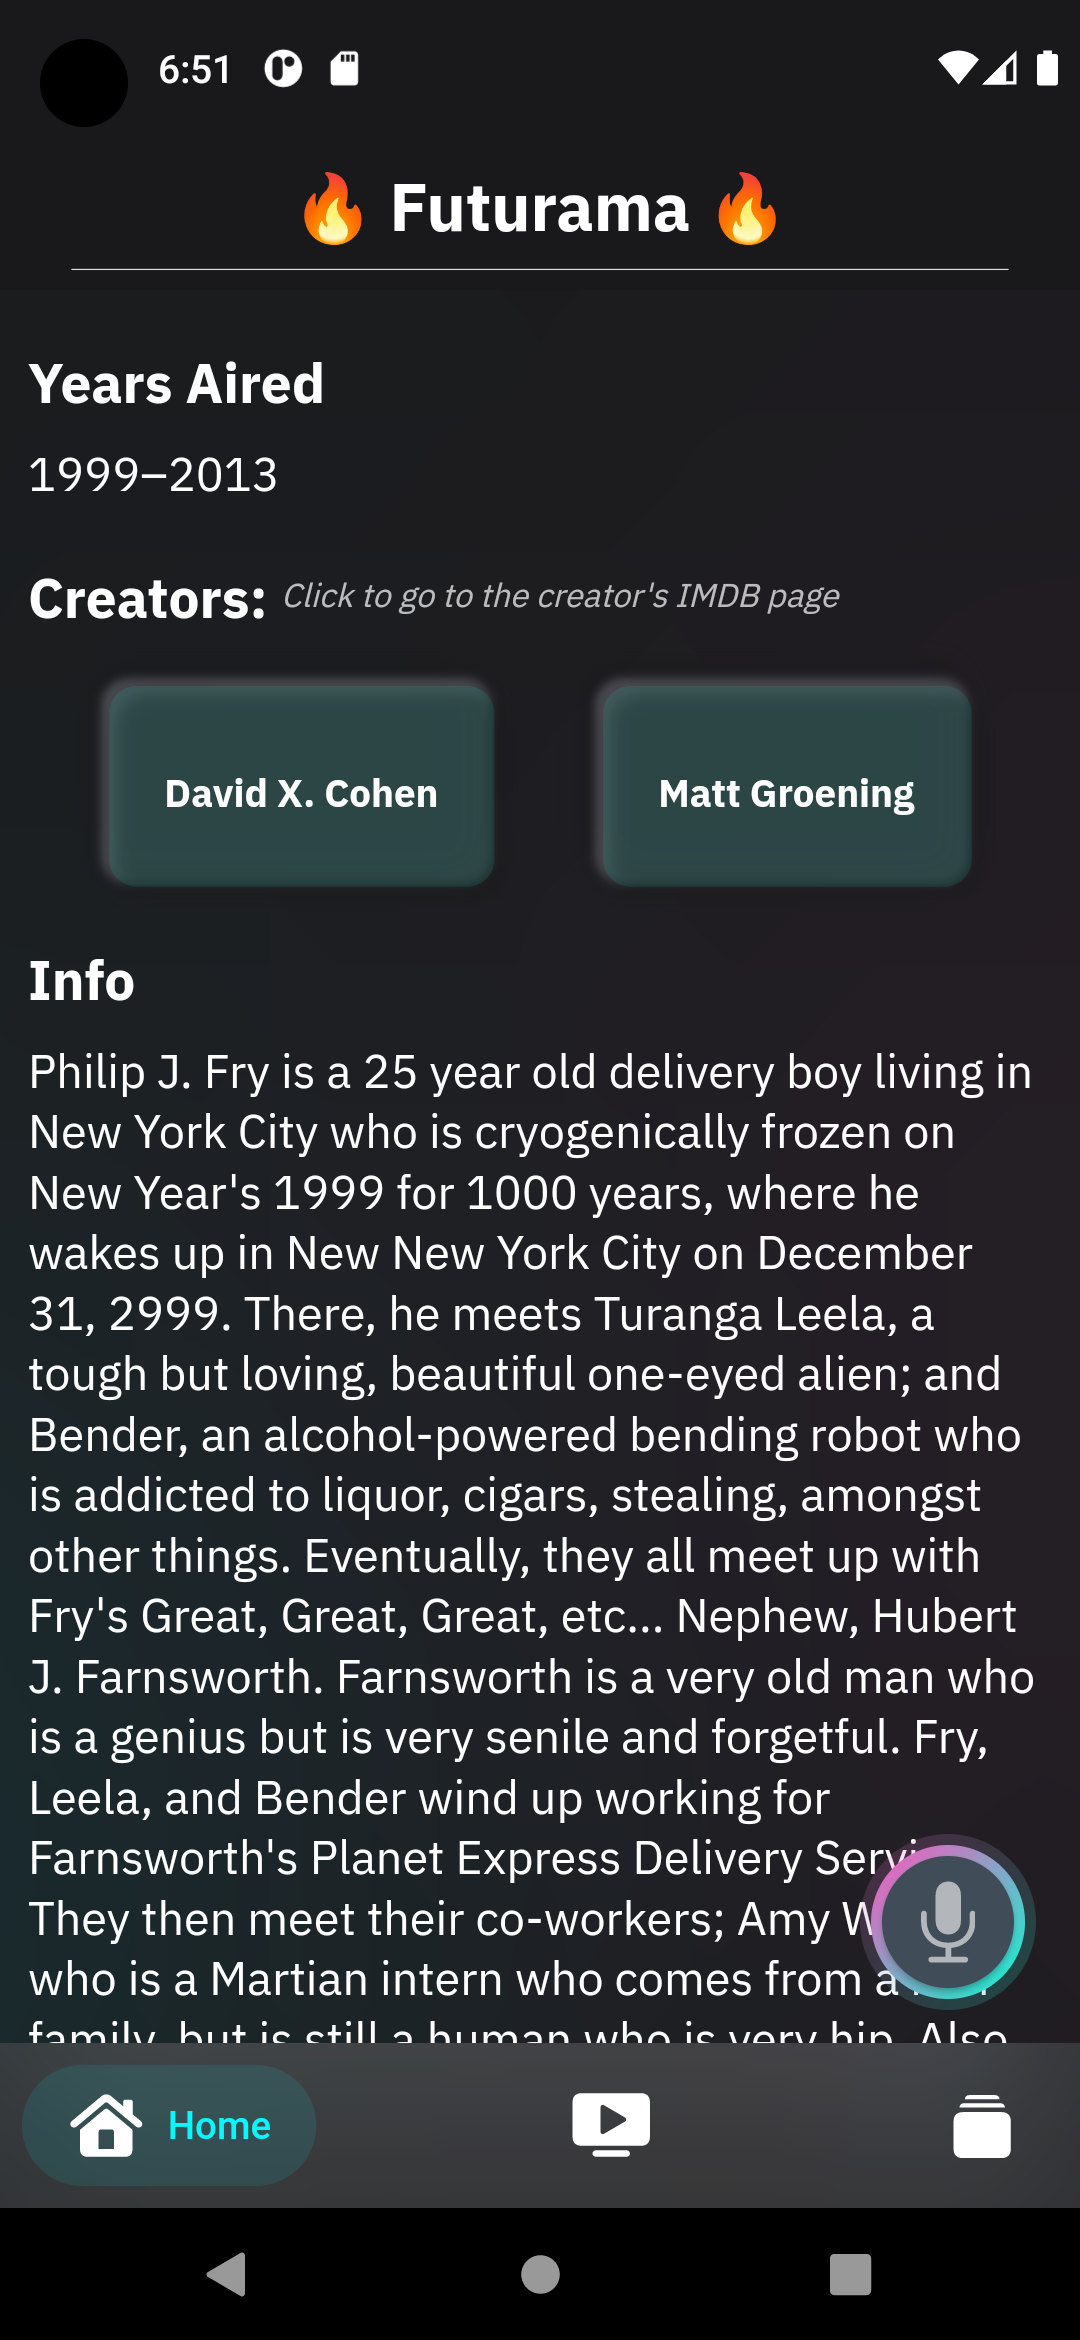 6:51
🔥 Futurama 🔥
Years Aired
1999–2013
Creators: Click to go to the creator's IMDB page
David X. Cohen
Matt Groening
Info
Philip J. Fry is a 25 year old delivery boy living in
New York City who is cryogenically frozen on
New Year's 1999 for 1000 years, where he
wakes up in New New York City on December
31, 2999. There, he meets Turanga Leela, a
tough but loving, beautiful one-eyed alien; and
Bender, an alcohol-powered bending robot who
is addicted to liquor, cigars, stealing, amongst
other things. Eventually, they all meet up with
Fry's Great, Great, Great, etc... Nephew, Hubert
J. Farnsworth. Farnsworth is a very old man who
is a genius but is very senile and forgetful. Fry,
Leela, and Bender wind up working for
Farnsworth's Planet Express Delivery
They then meet their co-workers; Amy
who is a Martian intern who comes from a
family, but is still a human who is very hip. Also
Home